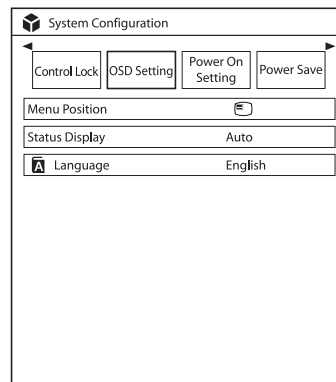 System Configuration
Control Lock
OSD Setting
Power On
Setting
Power Save
Menu Position
Status Display Auto
A Language English